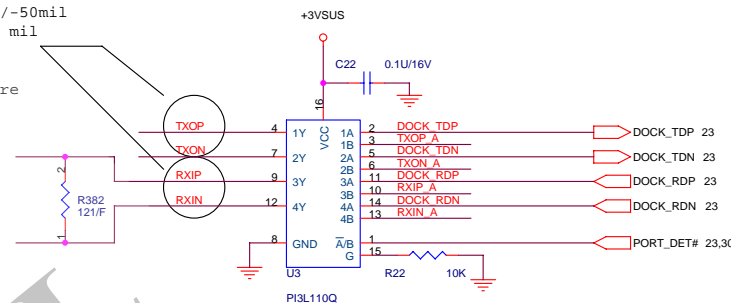 /-50mil
mil
re
+3VSUS
C22 0.1U/16V
16
VCC
TXOP 4 1Y 1A 2 DOCK_TDP DOCK_TDP 23
1B 3 TXOP_A
TXON 7 2Y 2A 5 DOCK_TDN DOCK_TDN 23
2B 6 TXON_A
RXIP 9 3Y 3A 11 DOCK_RDP DOCK_RDP 23
3B 10 RXIP_A
RXIN 12 4Y 4A 14 DOCK_RDN DOCK_RDN 23
4B 13 RXIN_A
2
R382
121/F
1
8 GND A/B 1 PORT_DET# 23,30
G 15
U3 R22 10K
PI3L110Q